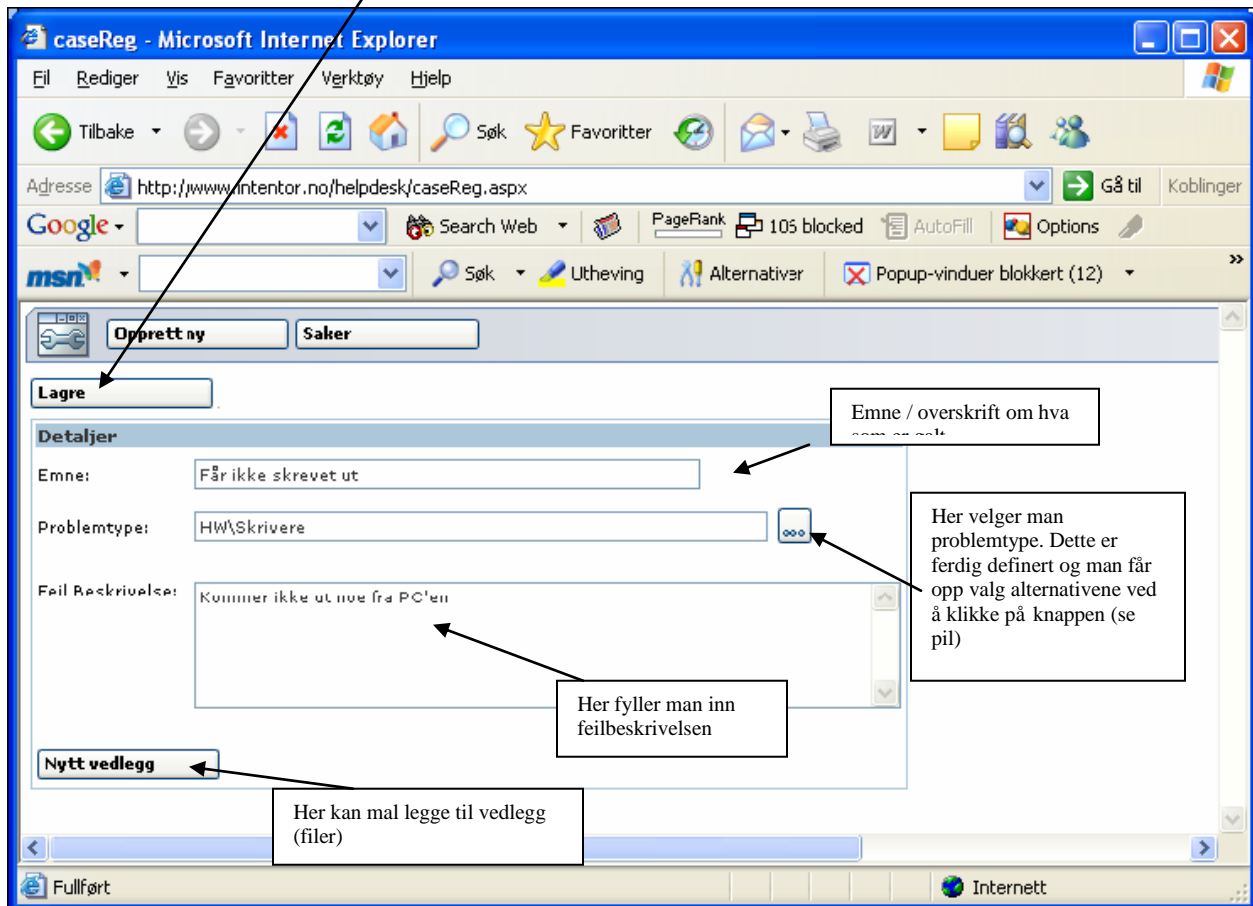 caseReg - Microsoft Internet Explorer
Fil Rediger Vis Favoritter Verktøy Hjelp
Tilbake Søk Favoritter
Adresse http://www.intentor.no/helpdesk/caseReg.aspx Gå til Koblinger
Google Search Web PageRank 105 blocked AutoFill Options
msn Søk Utheving Alternativer Popup-vinduer blokkert (12) »
Opprett ny Saker
Lagre
Emne / overskrift om hva
som er galt
Detaljer
Emne: Får ikke skrevet ut
Problemtype: HW\Skrivere
Her velger man
problemtype. Dette er
ferdig definert og man får
opp valg alternativene ved
å klikke på knappen (se
pil)
Feil Beskrivelse: Kommer ikke ut noe fra PC'en
Her fyller man inn
feilbeskrivelsen
Nytt vedlegg
Her kan mal legge til vedlegg
(filer)
Fullført Internett